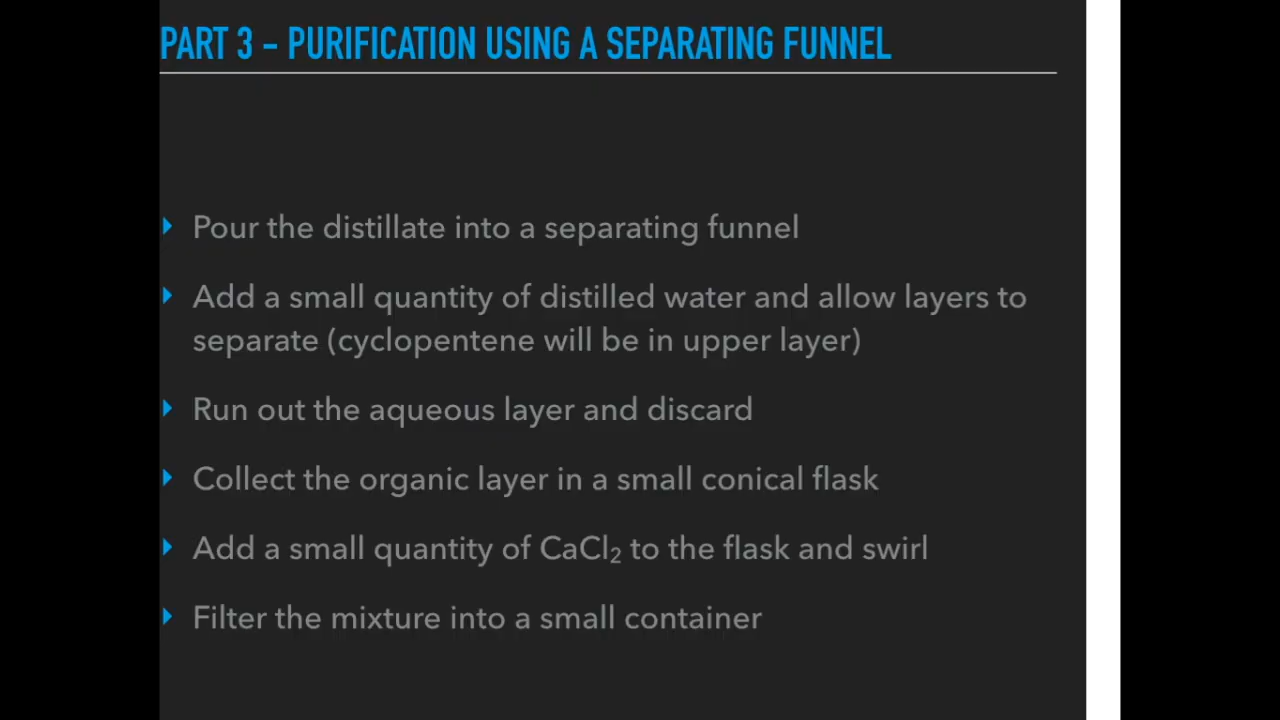 PART 3 – PURIFICATION USING A SEPARATING FUNNEL
Pour the distillate into a separating funnel
Add a small quantity of distilled water and allow layers to
separate (cyclopentene will be in upper layer)
Run out the aqueous layer and discard
Collect the organic layer in a small conical flask
Add a small quantity of CaCl₂ to the flask and swirl
Filter the mixture into a small container